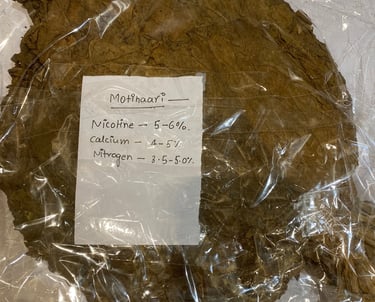 Motihaari —
Nicotine — 5-6%.
Calcium — 4-5%
Nitrogen — 3.5-5.0%